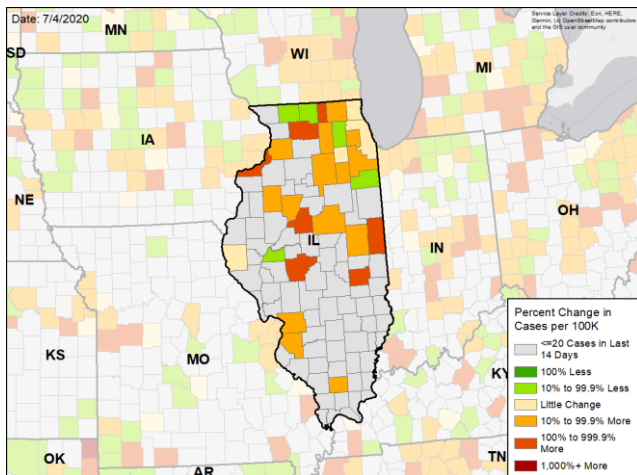 Date: 7/4/2020
Service Layer Credits: Esri, HERE,
Garmin, (c) OpenStreetMap contributors,
and the GIS user community
MN
SD
WI
MI
IA
NE
IL
IN
OH
KS
MO
KY
OK
AR
TN
Percent Change in
Cases per 100K
<=20 Cases in Last
14 Days
100% Less
10% to 99.9% Less
Little Change
10% to 99.9% More
100% to 999.9%
More
1,000%+ More